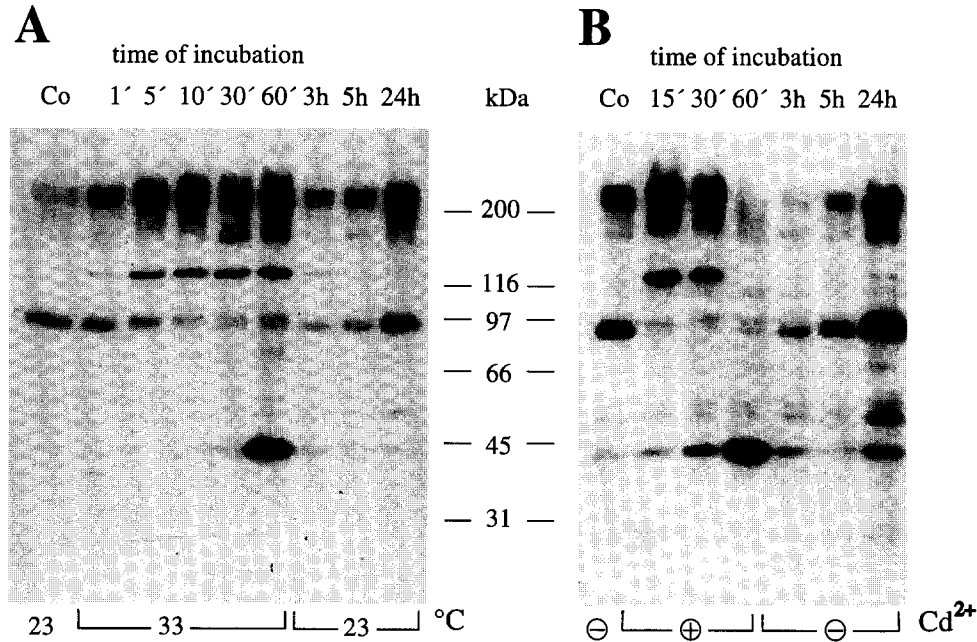 A
B
time of incubation
time of incubation
Co 1´ 5´ 10´ 30´ 60´ 3h 5h 24h
kDa
Co 15´ 30´ 60´ 3h 5h 24h
200
116
97
66
45
31
23 33 23 °C
⊖ ⊕ ⊖ Cd²⁺